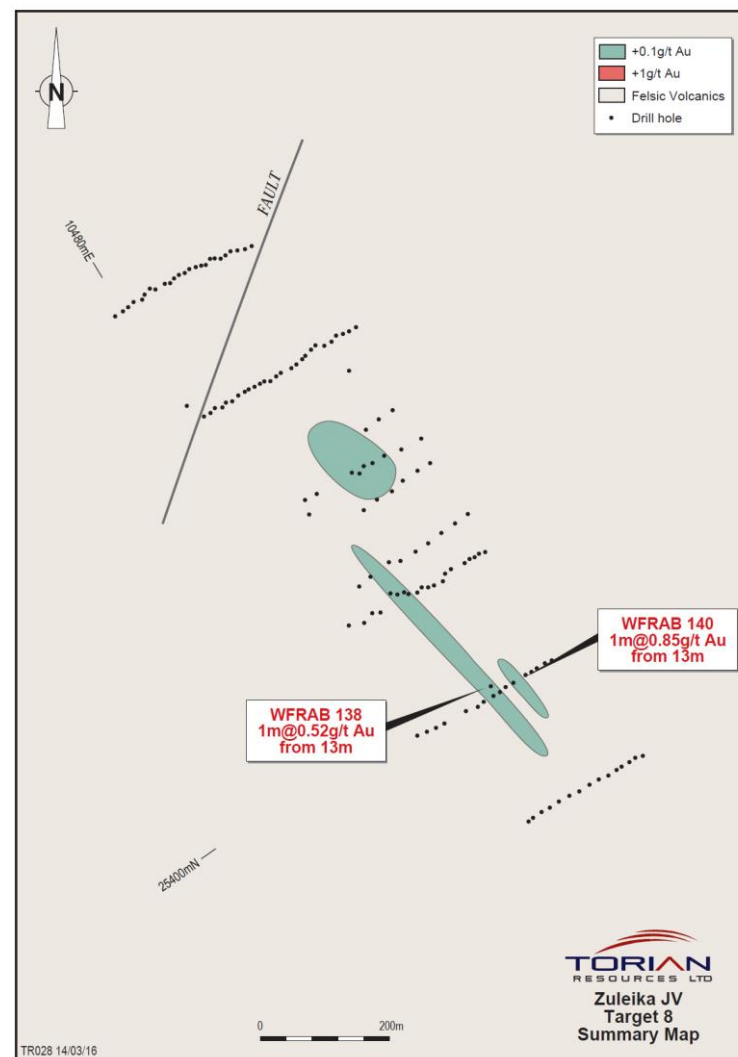 +0.1g/t Au
+1g/t Au
Felsic Volcanics
Drill hole
N
FAULT
10480mE
WFRAB 140
1m@0.85g/t Au
from 13m
WFRAB 138
1m@0.52g/t Au
from 13m
25400mN
TORIAN
RESOURCES LTD
Zuleika JV
Target 8
Summary Map
0 200m
TR028 14/03/16